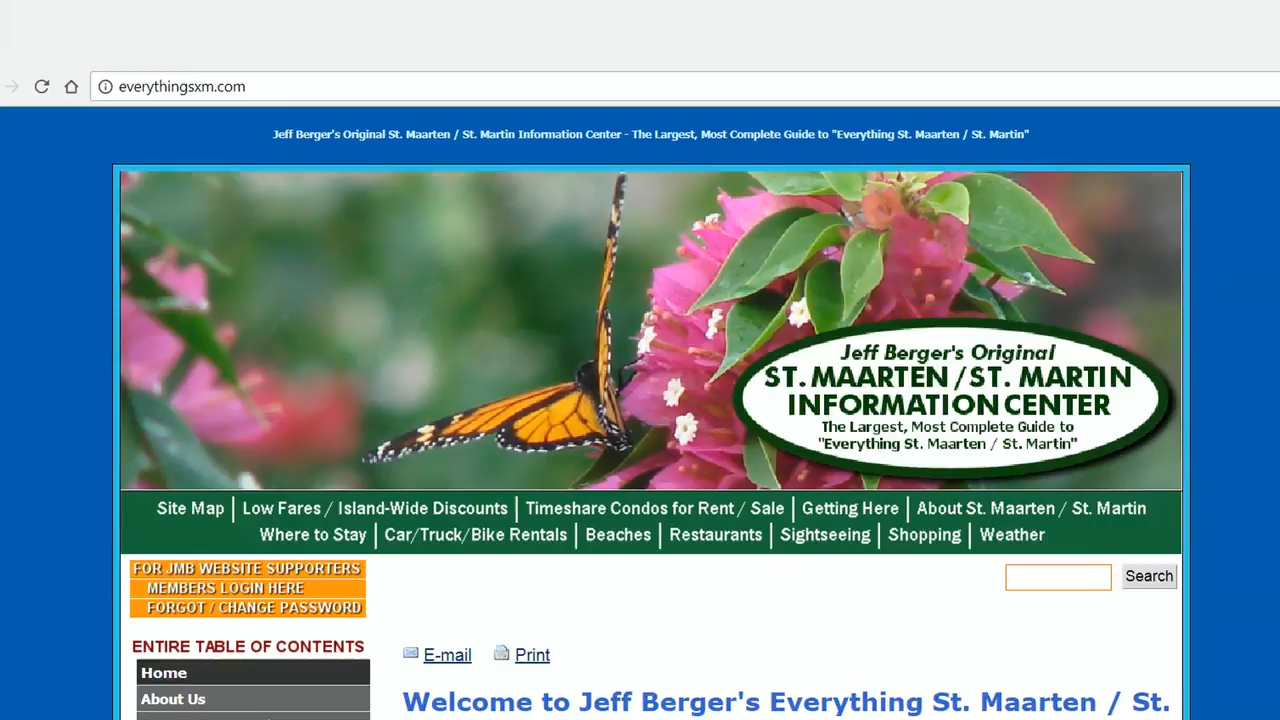 everythingsxm.com
Jeff Berger's Original St. Maarten / St. Martin Information Center - The Largest, Most Complete Guide to "Everything St. Maarten / St. Martin"
Jeff Berger's Original
ST. MAARTEN / ST. MARTIN
INFORMATION CENTER
The Largest, Most Complete Guide to
"Everything St. Maarten / St. Martin"
Site Map | Low Fares / Island-Wide Discounts | Timeshare Condos for Rent / Sale | Getting Here | About St. Maarten / St. Martin
Where to Stay | Car/Truck/Bike Rentals | Beaches | Restaurants | Sightseeing | Shopping | Weather
FOR JMB WEBSITE SUPPORTERS
MEMBERS LOGIN HERE
FORGOT / CHANGE PASSWORD
Search
ENTIRE TABLE OF CONTENTS
E-mail Print
Home
About Us
Welcome to Jeff Berger's Everything St. Maarten / St.